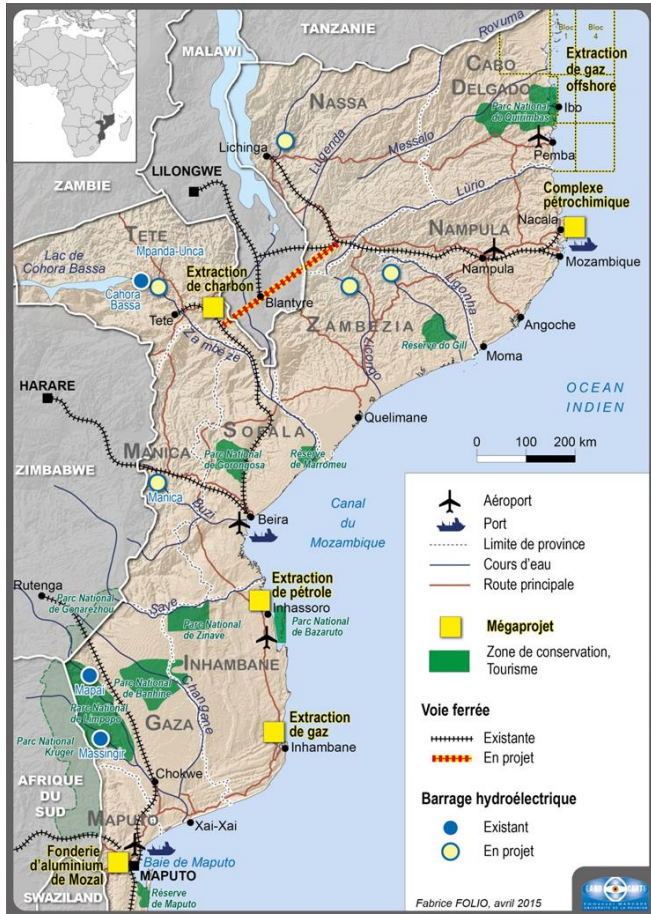 TANZANIE
Rovuma
Bloc
1
Bloc
4
MALAWI
CABO
DELGADO
Extraction
de gaz
offshore
NASSA
Parc National
de Quirimbas
Ibo
Lugenda
Messalo
Lichinga
Pemba
ZAMBIE
LILONGWE
Lurio
Complexe
pétrochimique
TETE
Mpanda-Unca
NAMPULA
Nacala
Lac de
Cohora Bassa
Extraction
de charbon
Nampula
Mozambique
Cahora
Bassa
Blantyre
Tete
ZAMBEZIA
Ligonha
Zambèze
Licongo
Reserve do Gill
Angoche
Moma
HARARE
OCEAN
INDIEN
SOFALA
Quelimane
0 100 200 km
MANICA
Parc National
de Gorongosa
Réserve
de Marromeu
ZIMBABWE
Manica
Buzi
Beira
Canal
du
Mozambique
Rutenga
Extraction
de pétrole
Parc National
de Gonarezhou
Save
Inhassoro
Parc National
de Zinave
Parc National
de Bazaruto
INHAMBANE
Mapai
Parc National
de Banhine
Changane
Parc National
de Limpopo
GAZA
Extraction
de gaz
Parc National
Kruger
Massingir
Inhambane
AFRIQUE
DU
SUD
Chokwe
MAPUTO
Xai-Xai
Fonderie
d'aluminium
de Mozal
Baie de Maputo
MAPUTO
SWAZILAND
Réserve
de Maputo
Aéroport
Port
Limite de province
Cours d'eau
Route principale
Mégaprojet
Zone de conservation,
Tourisme
Voie ferrée
Existante
En projet
Barrage hydroélectrique
Existant
En projet
Fabrice FOLIO, avril 2015